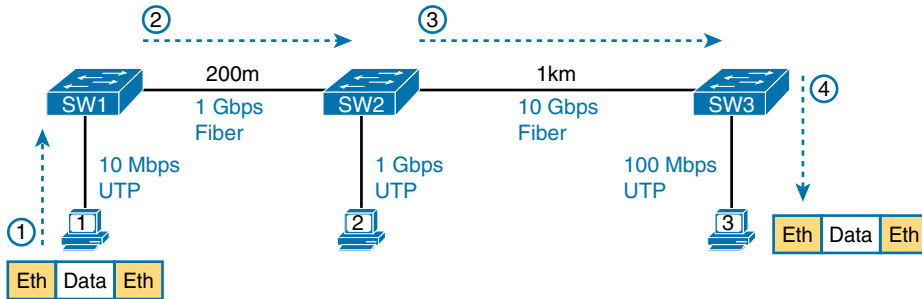 2
3
200m
1km
SW1
1 Gbps
Fiber
SW2
10 Gbps
Fiber
SW3
4
10 Mbps
UTP
1 Gbps
UTP
100 Mbps
UTP
1
1
2
3
Eth Data Eth
Eth Data Eth